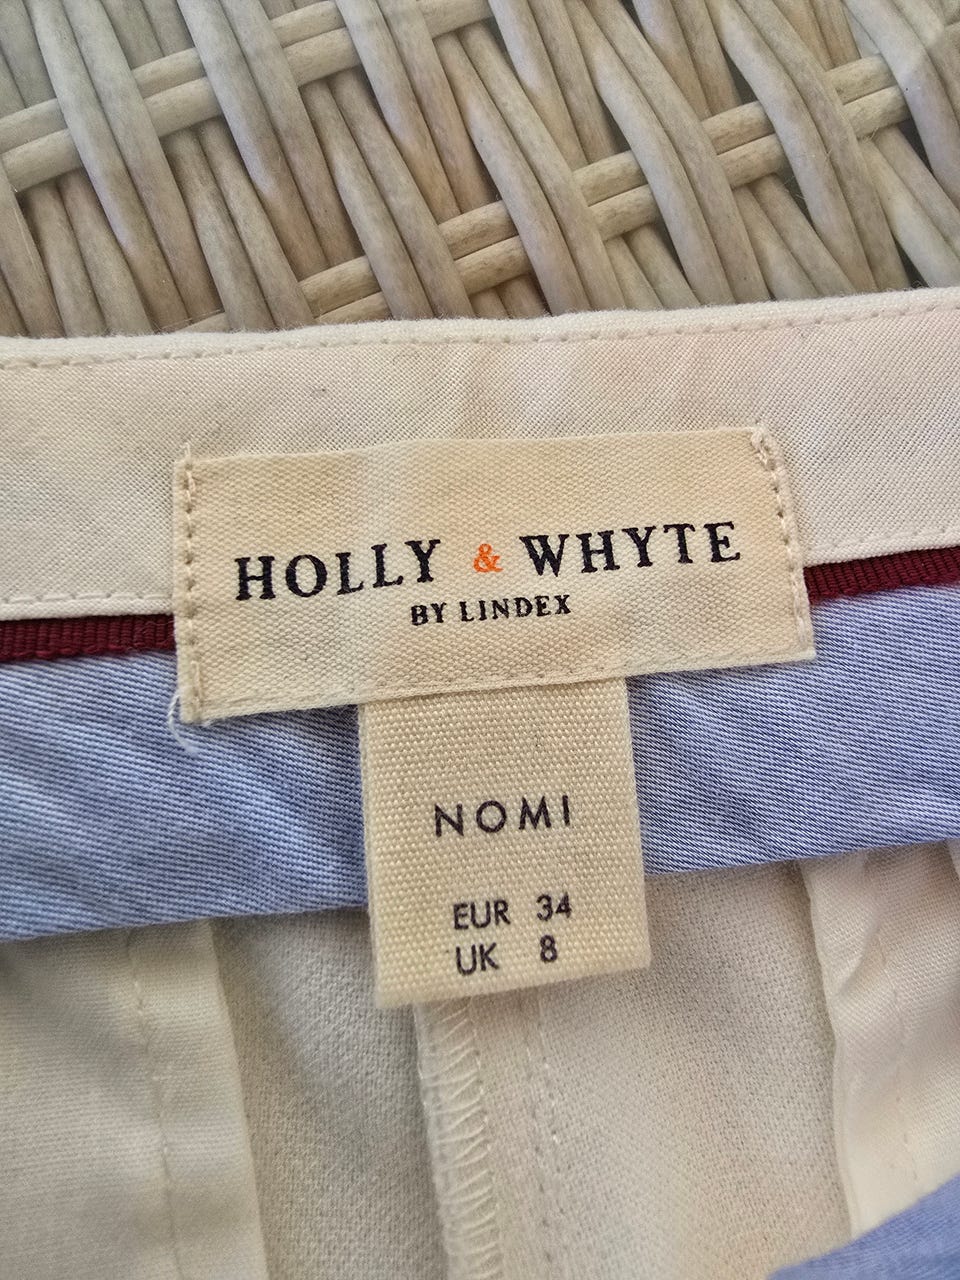 HOLLY & WHYTE
BY LINDEX
NOMI
EUR 34
UK 8